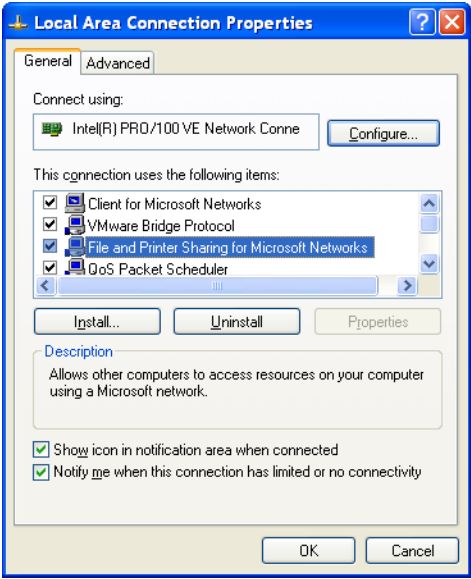 Local Area Connection Properties
General Advanced
Connect using:
Intel(R) PRO/100 VE Network Conne
Configure...
This connection uses the following items:
Client for Microsoft Networks
VMware Bridge Protocol
File and Printer Sharing for Microsoft Networks
QoS Packet Scheduler
Install... Uninstall Properties
Description
Allows other computers to access resources on your computer
using a Microsoft network.
Show icon in notification area when connected
Notify me when this connection has limited or no connectivity
OK Cancel